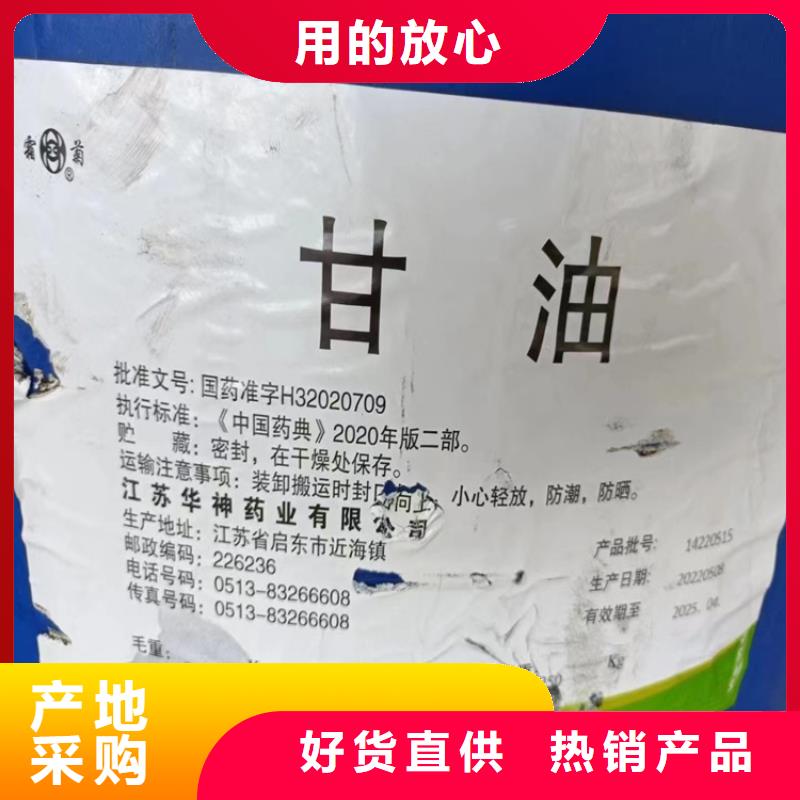 用的放心
霜菊
®
甘油
批准文号: 国药准字H32020709
执行标准: 《中国药典》2020年版二部。
贮 藏: 密封, 在干燥处保存。
运输注意事项: 装卸搬运时封口向上, 小心轻放, 防潮, 防晒。
江苏华神药业有限公司
生产地址: 江苏省启东市近海镇
邮政编码: 226236
电话号码: 0513-83266608
传真号码: 0513-83266608
产品批号: 14220515
生产日期: 20220508
有效期至 2025.04.
毛重:
Kg
产地
采购
好货直供 热销产品